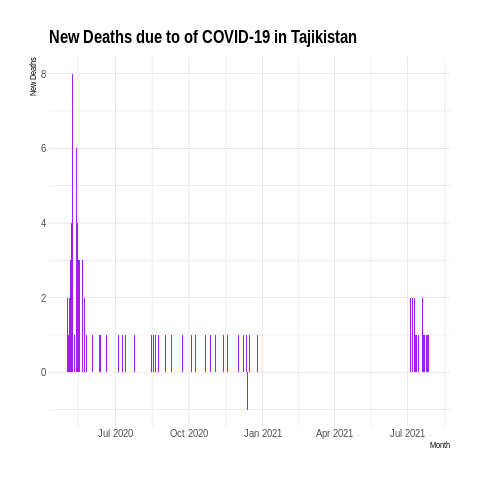 New Deaths due to of COVID-19 in Tajikistan
New Deaths
8
6
4
2
0
Jul 2020 Oct 2020 Jan 2021 Apr 2021 Jul 2021
Month